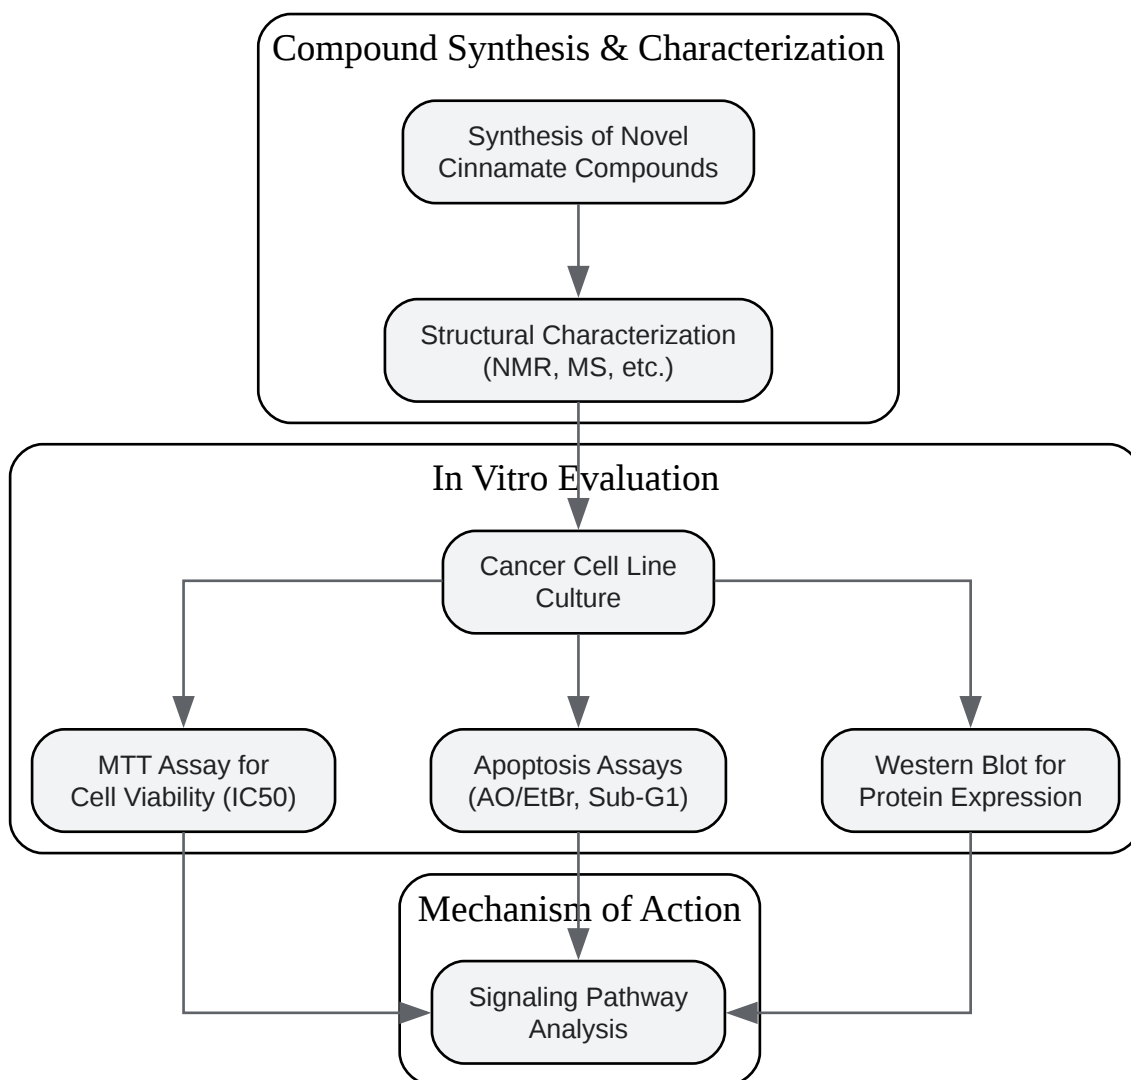 Compound Synthesis & Characterization
Synthesis of Novel
Cinnamate Compounds
Structural Characterization
(NMR, MS, etc.)
In Vitro Evaluation
Cancer Cell Line
Culture
MTT Assay for
Cell Viability (IC50)
Apoptosis Assays
(AO/EtBr, Sub-G1)
Western Blot for
Protein Expression
Mechanism of Action
Signaling Pathway
Analysis